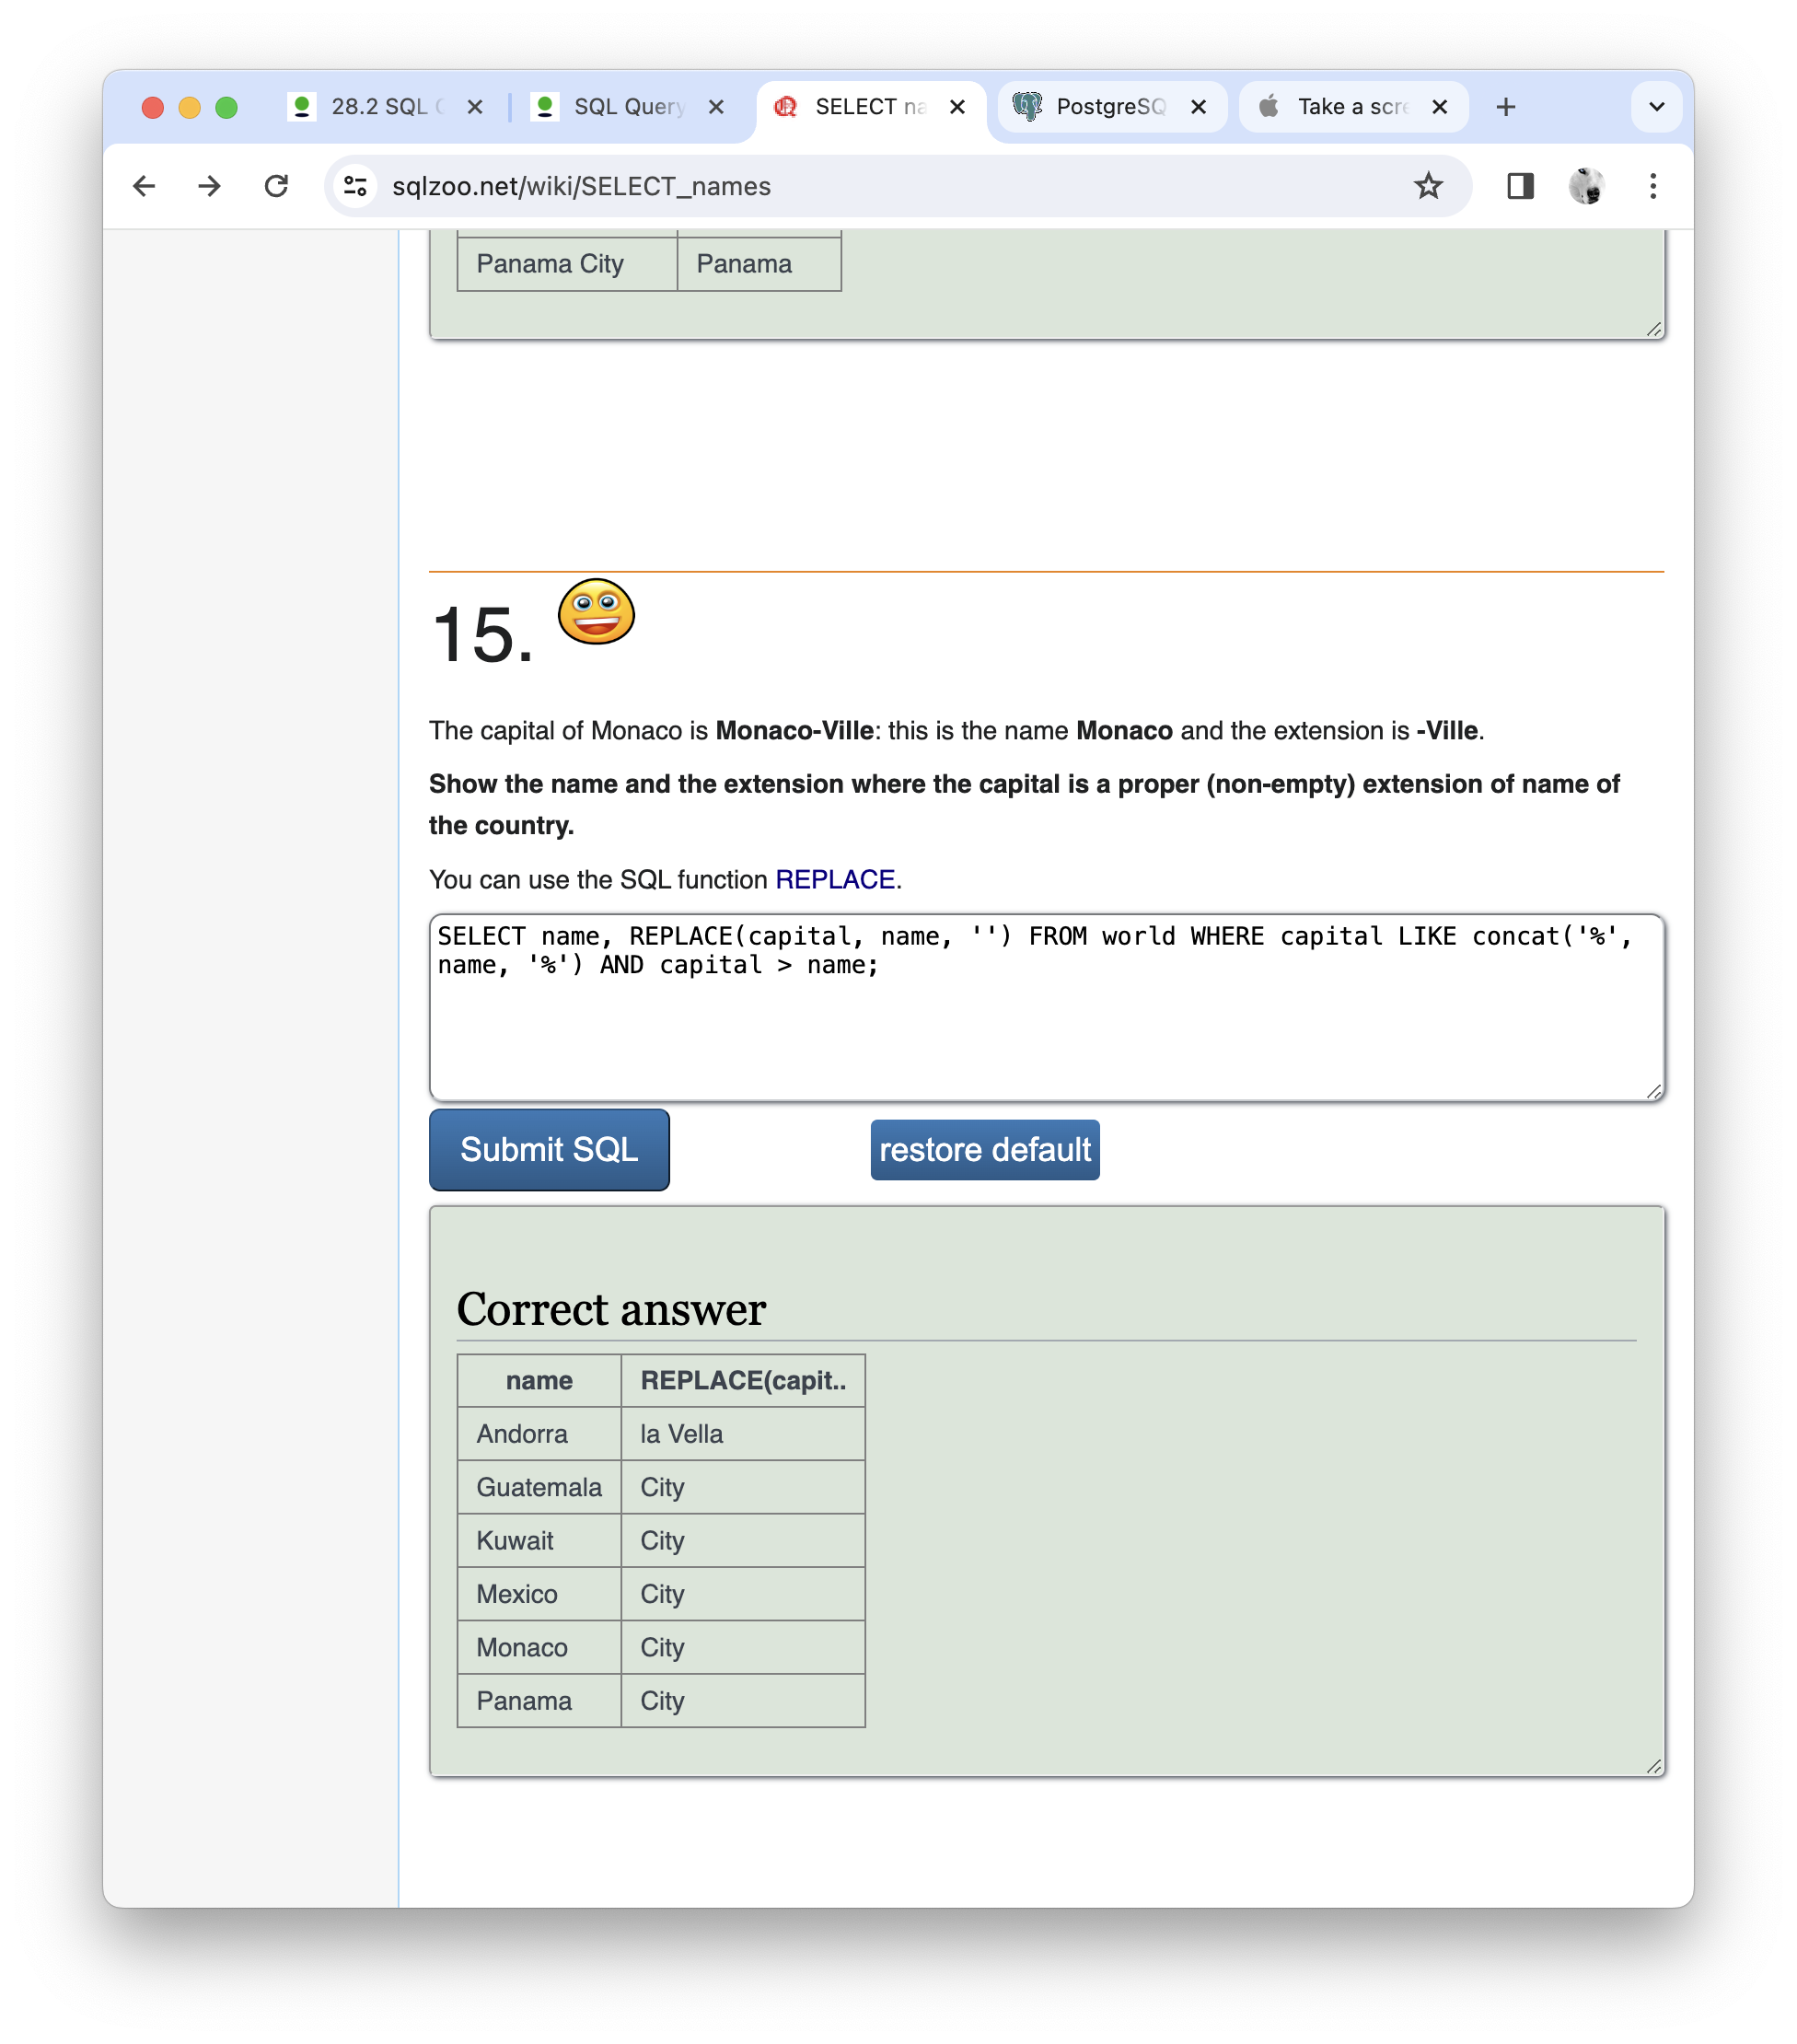 28.2 SQL
SQL Query
SELECT na
PostgreSQ
Take a scre
sqlzoo.net/wiki/SELECT_names
Panama City Panama
15.
The capital of Monaco is Monaco-Ville: this is the name Monaco and the extension is -Ville.
Show the name and the extension where the capital is a proper (non-empty) extension of name of
the country.
You can use the SQL function REPLACE.
SELECT name, REPLACE(capital, name, '') FROM world WHERE capital LIKE concat('%',
name, '%') AND capital > name;
Submit SQL restore default
Correct answer
name REPLACE(capit..
Andorra la Vella
Guatemala City
Kuwait City
Mexico City
Monaco City
Panama City